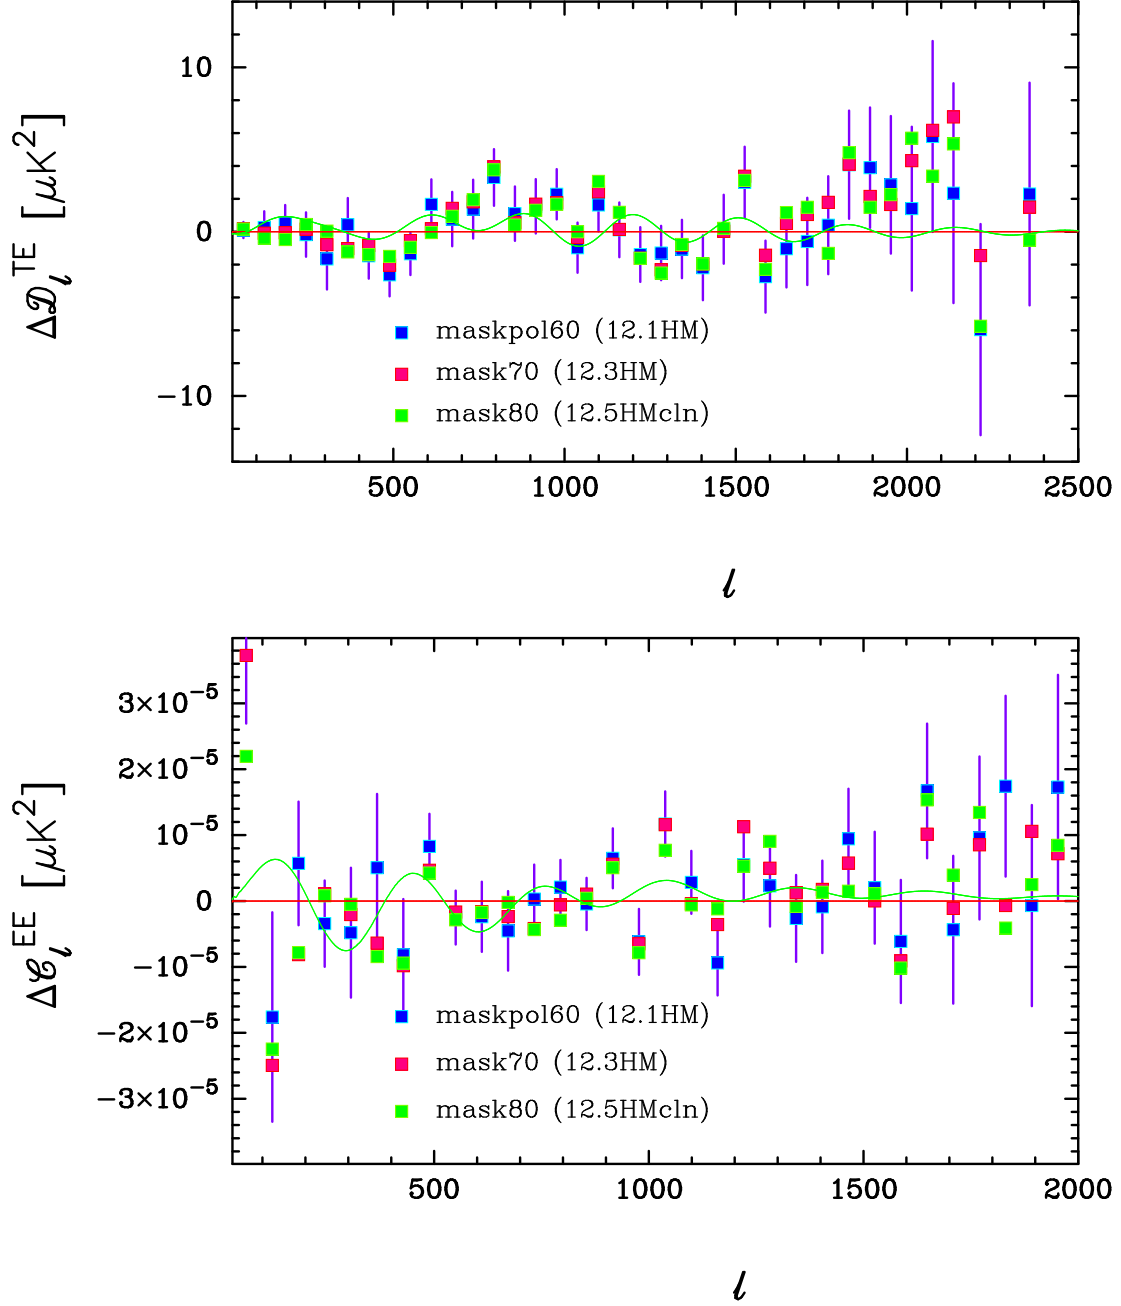 10
0
−10
Δ𝒟ℓ^TE [μK²]
maskpol60 (12.1HM)
mask70 (12.3HM)
mask80 (12.5HMcln)
500 1000 1500 2000 2500
ℓ
3×10⁻⁵
2×10⁻⁵
10⁻⁵
0
−10⁻⁵
−2×10⁻⁵
−3×10⁻⁵
Δ𝒞ℓ^EE [μK²]
maskpol60 (12.1HM)
mask70 (12.3HM)
mask80 (12.5HMcln)
500 1000 1500 2000
ℓ